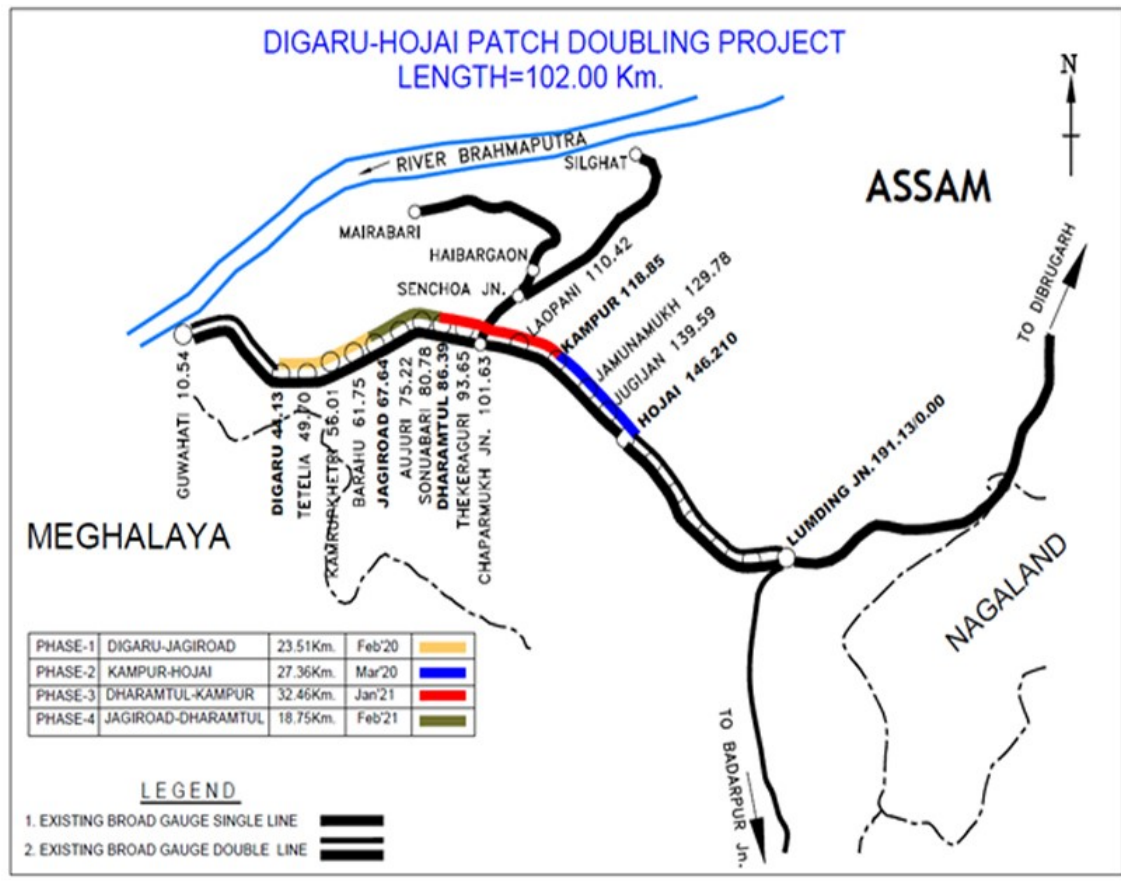 DIGARU-HOJAI PATCH DOUBLING PROJECT
LENGTH=102.00 Km.
N
RIVER BRAHMAPUTRA
SILGHAT
ASSAM
MAIRABARI
HAIBARGAON
SENCHOA JN.
LAOPANI 110.42
KAMPUR 118.85
JAMUNAMUKH 129.78
JUGIJAN 139.59
HOJAI 146.210
TO DIBRUGARH
GUWAHATI 10.54
DIGARU 44.13
TETELIA 49.70
KAMRUPKHETRI 56.01
BARAHU 61.75
JAGIROAD 67.64
AUJURI 75.22
SONUABARI 80.78
DHARAMTUL 86.39
THEKERAGURI 93.65
CHAPARMUKH JN. 101.63
LUMDING JN.191.13/0.00
MEGHALAYA
NAGALAND
TO BADARPUR Jn.
PHASE-1 DIGARU-JAGIROAD 23.51Km. Feb'20
PHASE-2 KAMPUR-HOJAI 27.36Km. Mar'20
PHASE-3 DHARAMTUL-KAMPUR 32.46Km. Jan'21
PHASE-4 JAGIROAD-DHARAMTUL 18.75Km. Feb'21
LEGEND
1. EXISTING BROAD GAUGE SINGLE LINE
2. EXISTING BROAD GAUGE DOUBLE LINE